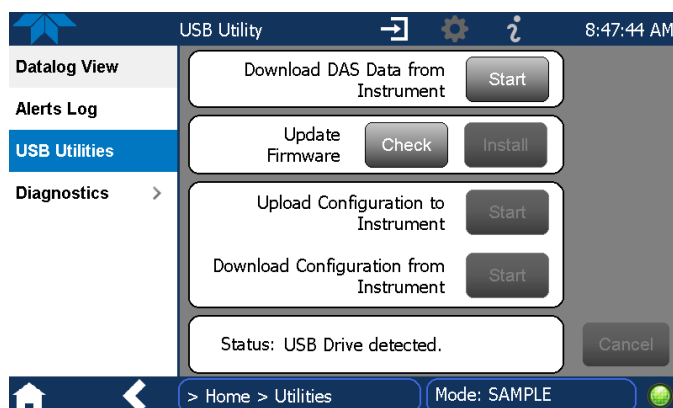 USB Utility
8:47:44 AM
Datalog View
Alerts Log
USB Utilities
Diagnostics >
Download DAS Data from
Instrument
Start
Update
Firmware
Check
Install
Upload Configuration to
Instrument
Start
Download Configuration from
Instrument
Start
Status: USB Drive detected.
Cancel
> Home > Utilities
Mode: SAMPLE